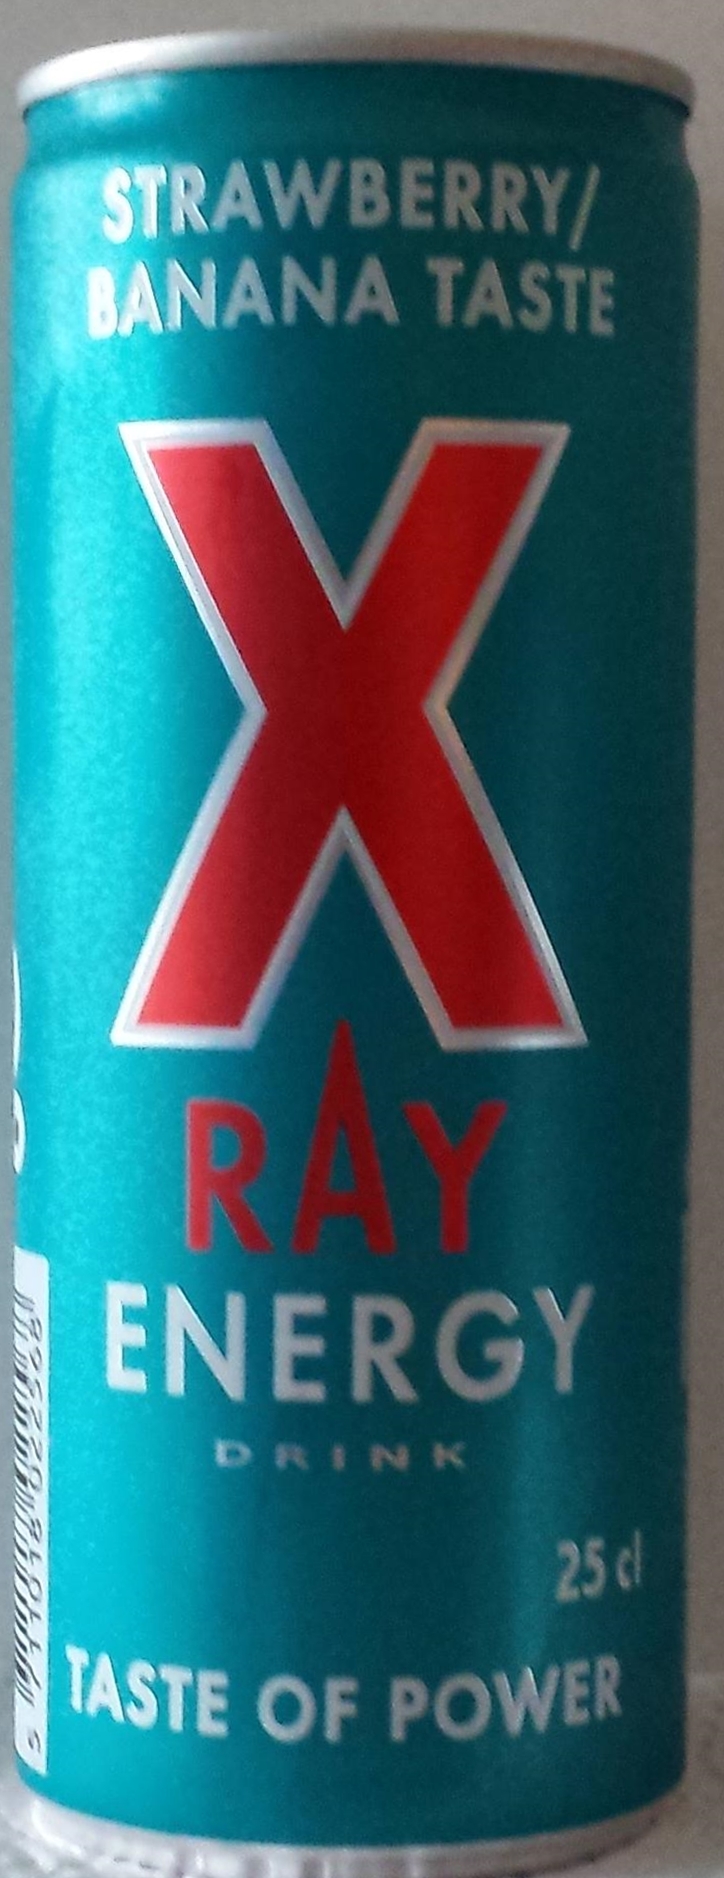 STRAWBERRY/
BANANA TASTE
X
RAY
ENERGY
DRINK
25 cl
TASTE OF POWER